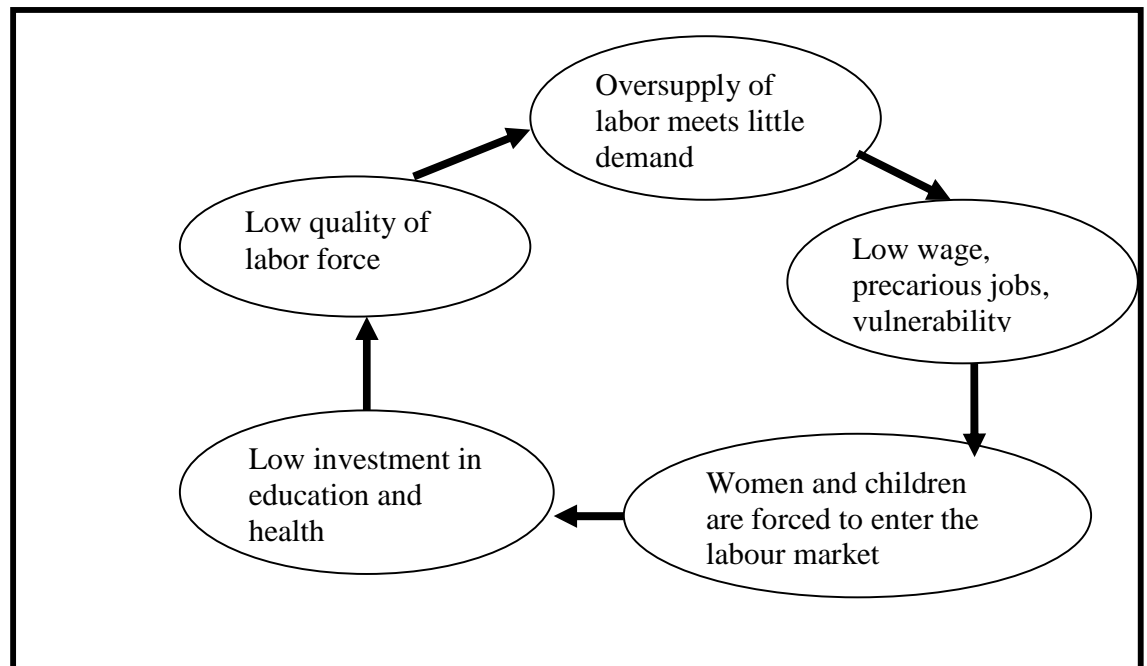 Oversupply of
labor meets little
demand
Low wage,
precarious jobs,
vulnerability
Women and children
are forced to enter the
labour market
Low investment in
education and
health
Low quality of
labor force